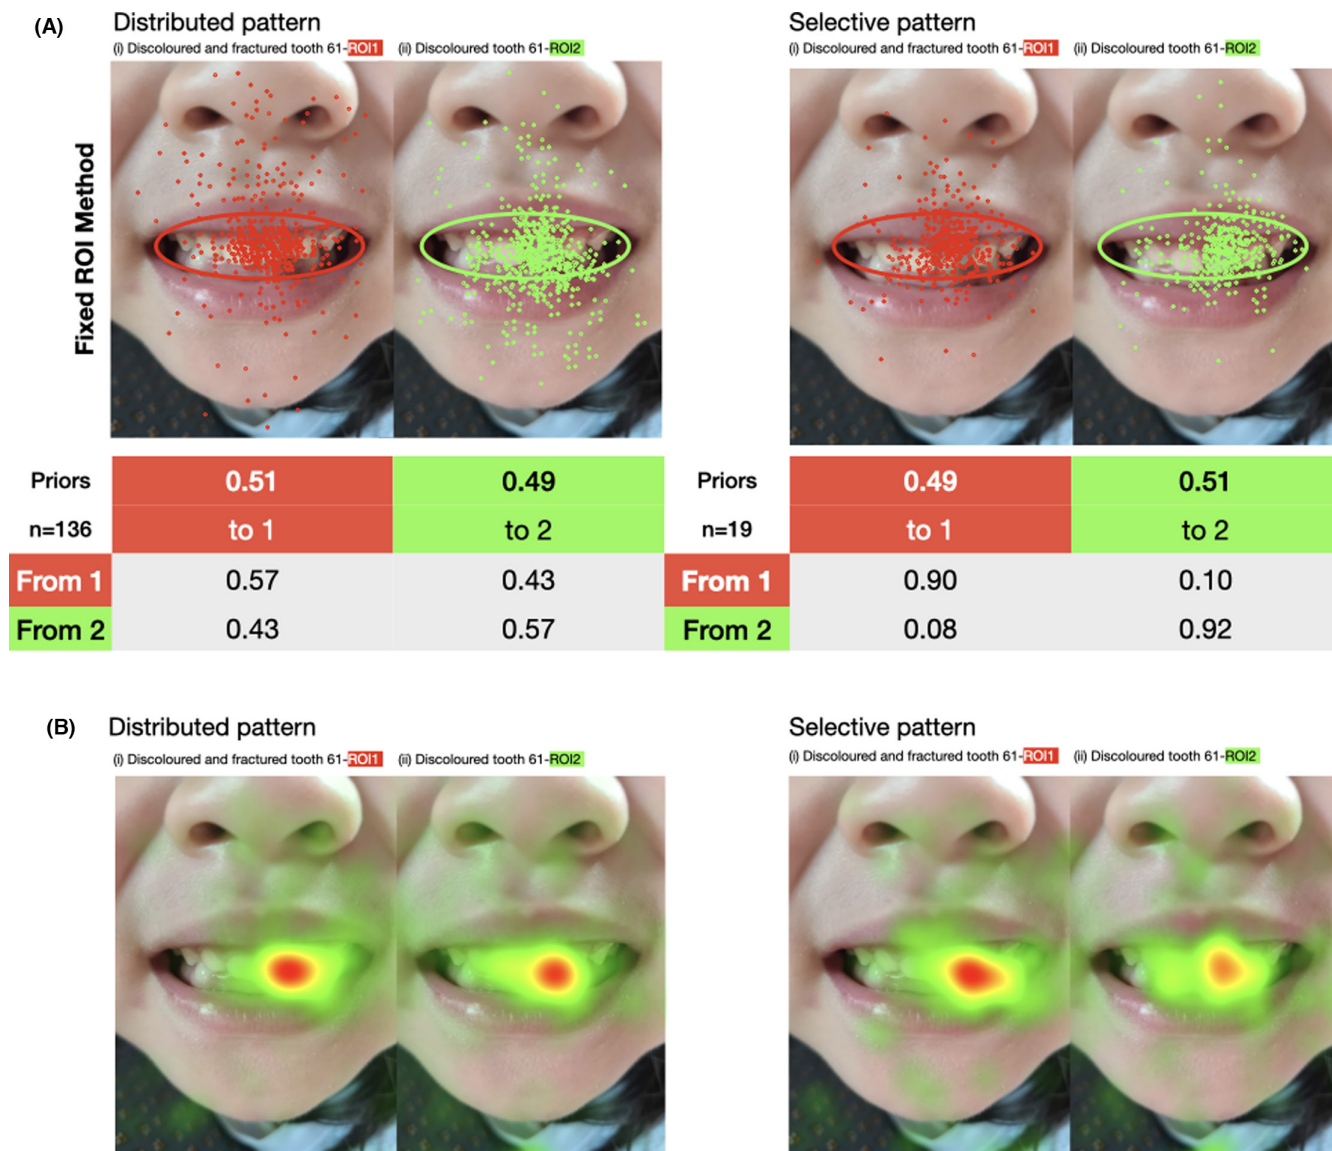 (A)
Distributed pattern
(i) Discoloured and fractured tooth 61-ROI1 (ii) Discoloured tooth 61-ROI2
Selective pattern
(i) Discoloured and fractured tooth 61-ROI1 (ii) Discoloured tooth 61-ROI2
Fixed ROI Method
Priors 0.51 0.49
n=136 to 1 to 2
From 1 0.57 0.43
From 2 0.43 0.57
Priors 0.49 0.51
n=19 to 1 to 2
From 1 0.90 0.10
From 2 0.08 0.92
(B)
Distributed pattern
(i) Discoloured and fractured tooth 61-ROI1 (ii) Discoloured tooth 61-ROI2
Selective pattern
(i) Discoloured and fractured tooth 61-ROI1 (ii) Discoloured tooth 61-ROI2